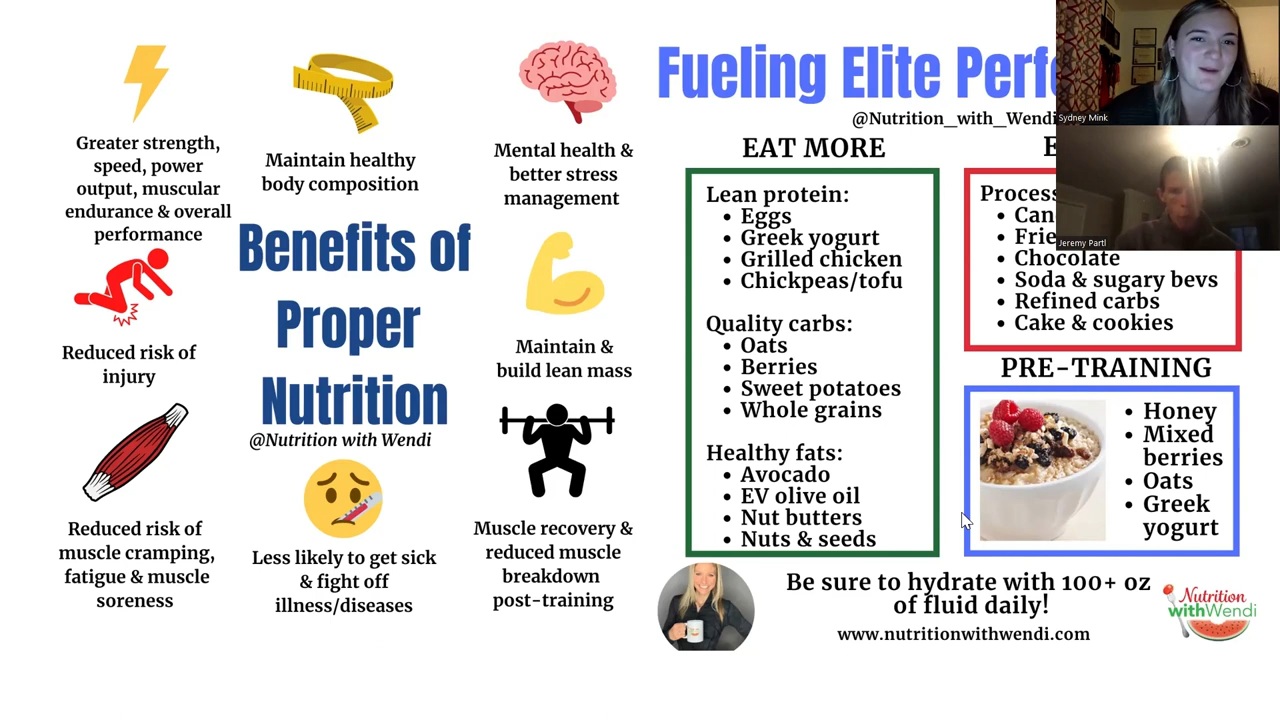 Greater strength,
speed, power
output, muscular
endurance & overall
performance
Maintain healthy
body composition
Mental health &
better stress
management
Benefits of
Proper
Nutrition
@Nutrition with Wendi
Reduced risk of
injury
Maintain &
build lean mass
Reduced risk of
muscle cramping,
fatigue & muscle
soreness
Less likely to get sick
& fight off
illness/diseases
Muscle recovery &
reduced muscle
breakdown
post-training
Fueling Elite Perfo
@Nutrition_with_Wendi
EAT MORE
Lean protein:
• Eggs
• Greek yogurt
• Grilled chicken
• Chickpeas/tofu
Quality carbs:
• Oats
• Berries
• Sweet potatoes
• Whole grains
Healthy fats:
• Avocado
• EV olive oil
• Nut butters
• Nuts & seeds
E
Process
• Can
• Frie
• Chocolate
• Soda & sugary bevs
• Refined carbs
• Cake & cookies
PRE-TRAINING
• Honey
• Mixed
berries
• Oats
• Greek
yogurt
Be sure to hydrate with 100+ oz
of fluid daily!
www.nutritionwithwendi.com
Nutrition
withWendi
Sydney Mink
Jeremy Partl